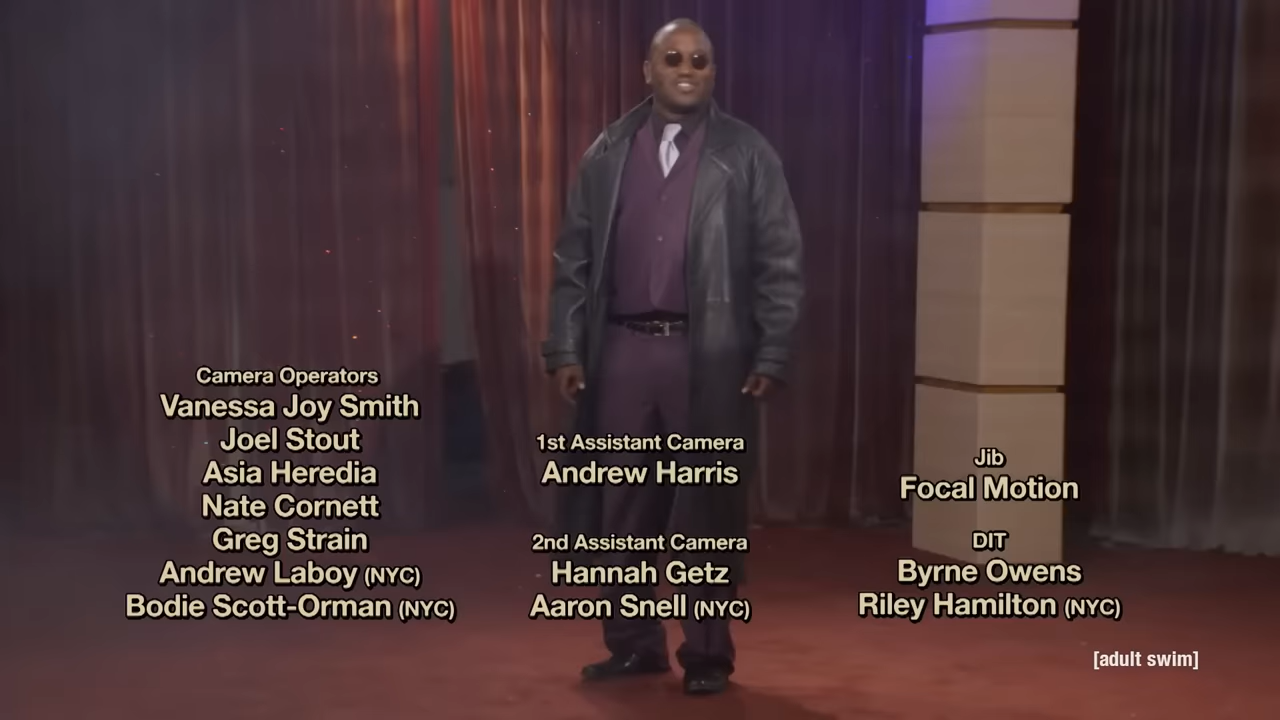 Camera Operators
Vanessa Joy Smith
Joel Stout
Asia Heredia
Nate Cornett
Greg Strain
Andrew Laboy (NYC)
Bodie Scott-Orman (NYC)
1st Assistant Camera
Andrew Harris
2nd Assistant Camera
Hannah Getz
Aaron Snell (NYC)
Jib
Focal Motion
DIT
Byrne Owens
Riley Hamilton (NYC)
[adult swim]